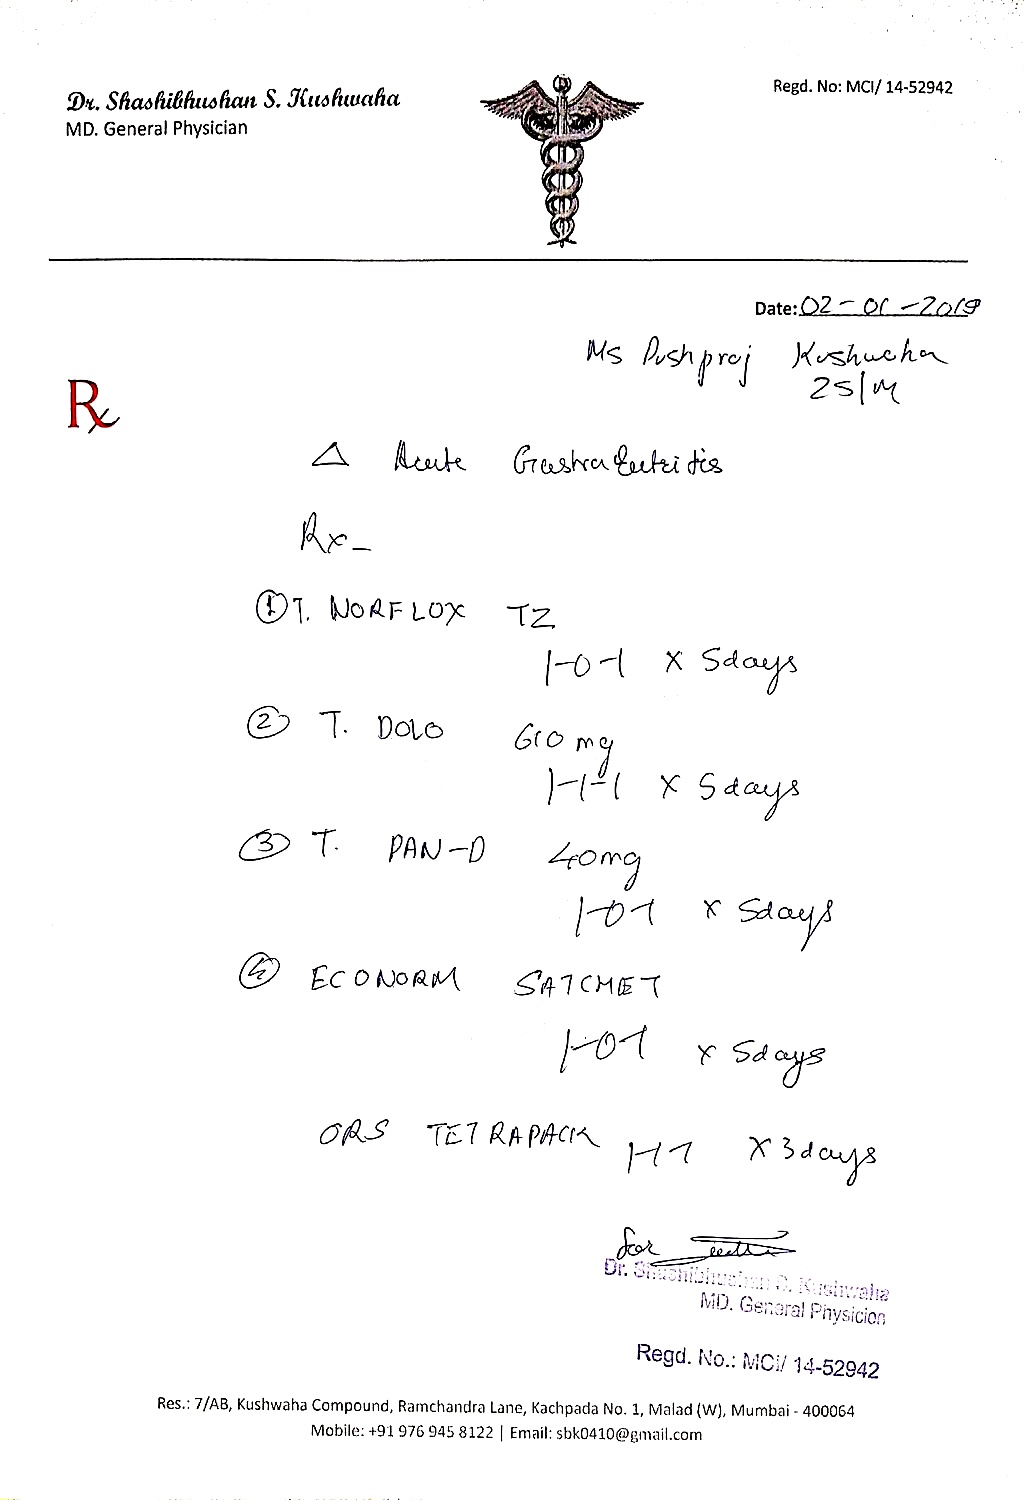 Dr. Shashibhushan S. Kushwaha
MD. General Physician
Regd. No: MCI/ 14-52942
Date: 02-01-2019
Ms Pushpraj Kushwaha
25/M
Rx
△ Acute Gastroenteritis
Rx-
① T. NORFLOX TZ
1-0-1 x 5days
② T. DOLO 610 mg
1-1-1 x 5days
③ T. PAN-D 40mg
1-0-1 x 5days
④ ECONORM SATCHET
1-0-1 x 5days
ORS TETRAPACK 1-1-1 x 3days
for
Dr. Shashibhushan S. Kushwaha
MD. General Physician
Regd. No.: MCI/ 14-52942
Res.: 7/AB, Kushwaha Compound, Ramchandra Lane, Kachpada No. 1, Malad (W), Mumbai - 400064
Mobile: +91 976 945 8122 | Email: sbk0410@gmail.com